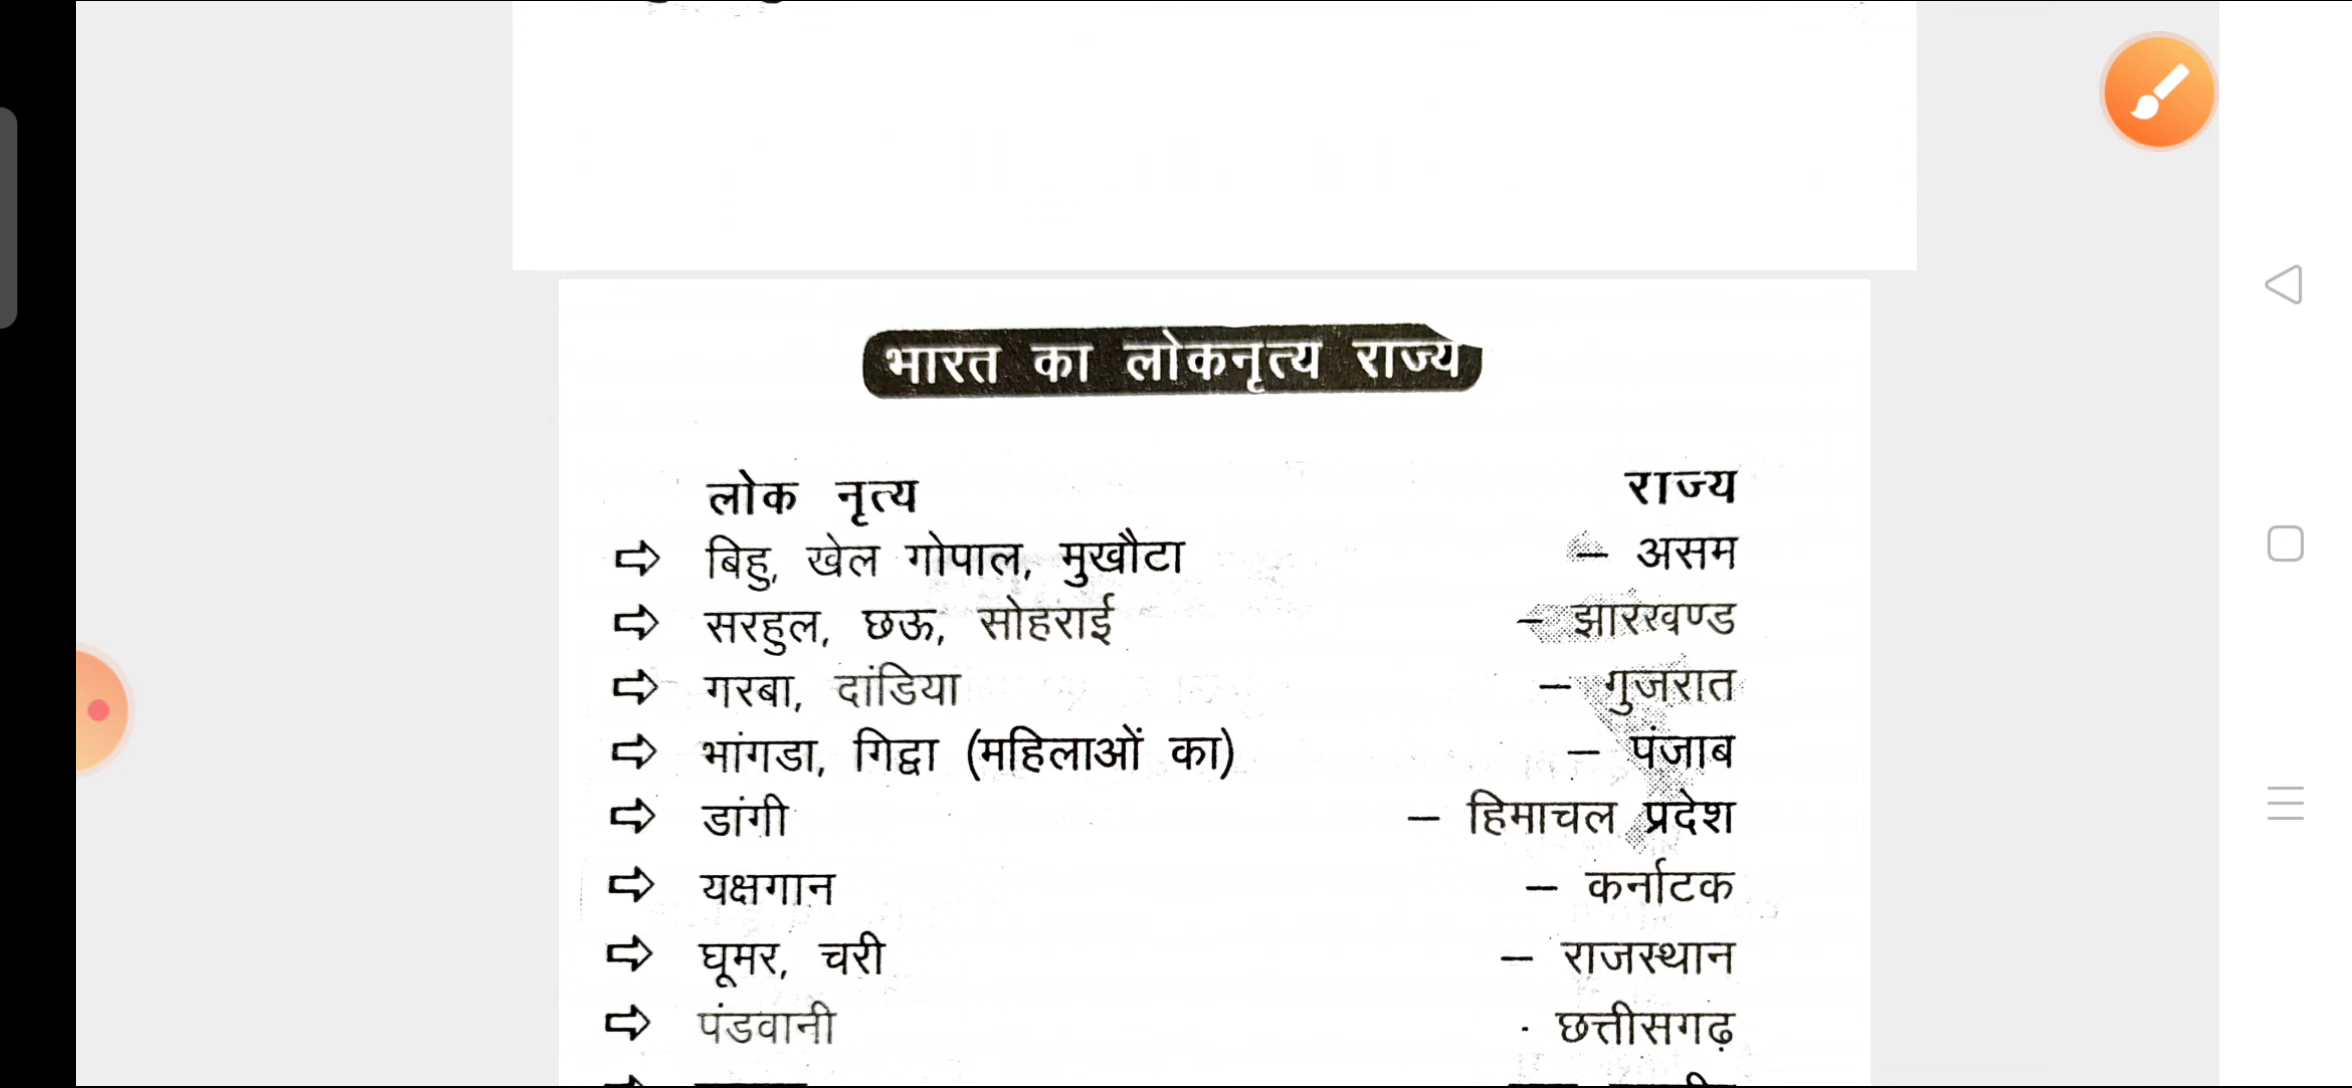 भारत का लोकनृत्य राज्य
लोक नृत्य राज्य
⇨ बिहु, खेल गोपाल, मुखौटा – असम
⇨ सरहुल, छऊ, सोहराई – झारखण्ड
⇨ गरबा, दांडिया – गुजरात
⇨ भांगडा, गिद्वा (महिलाओं का) – पंजाब
⇨ डांगी – हिमाचल प्रदेश
⇨ यक्षगान – कर्नाटक
⇨ घूमर, चरी – राजस्थान
⇨ पंडवानी · छत्तीसगढ़